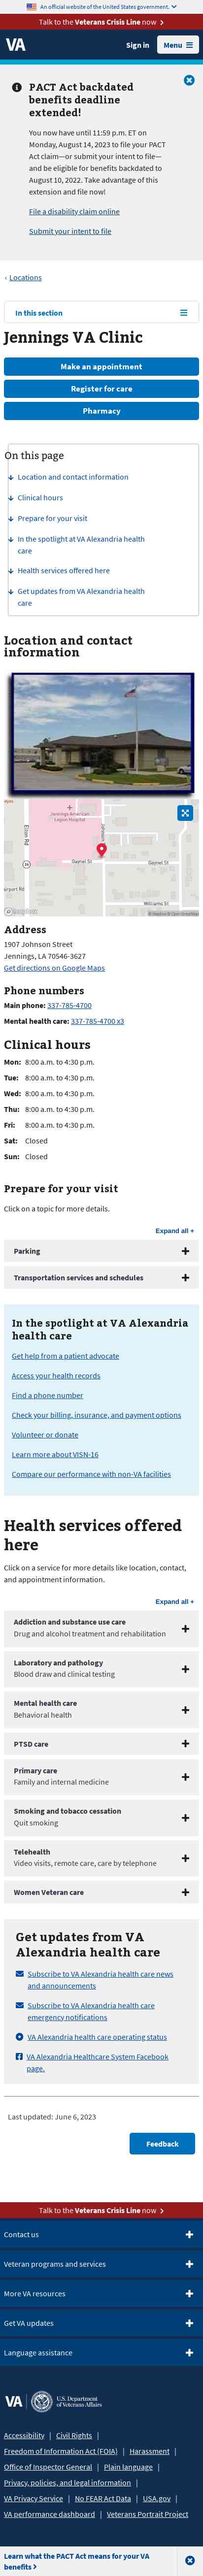 An official website of the United States government.
Talk to the Veterans Crisis Line now
VA
Sign in
Menu
PACT Act backdated
benefits deadline
extended!
You now have until 11:59 p.m. ET on
Monday, August 14, 2023 to file your PACT
Act claim—or submit your intent to file—
and be eligible for benefits backdated to
August 10, 2022. Take advantage of this
extension and file now!
File a disability claim online
Submit your intent to file
‹ Locations
In this section
Jennings VA Clinic
Make an appointment
Register for care
Pharmacy
On this page
Location and contact information
Clinical hours
Prepare for your visit
In the spotlight at VA Alexandria health
care
Health services offered here
Get updates from VA Alexandria health
care
Location and contact
information
Jennings American
Legion Hospital
Elton Rd
Gaynel St
Gaynel St
Williams St
Address
1907 Johnson Street
Jennings, LA 70546-3627
Get directions on Google Maps
Phone numbers
Main phone: 337-785-4700
Mental health care: 337-785-4700 x3
Clinical hours
Mon: 8:00 a.m. to 4:30 p.m.
Tue: 8:00 a.m. to 4:30 p.m.
Wed: 8:00 a.m. to 4:30 p.m.
Thu: 8:00 a.m. to 4:30 p.m.
Fri: 8:00 a.m. to 4:30 p.m.
Sat: Closed
Sun: Closed
Prepare for your visit
Click on a topic for more details.
Expand all +
Parking
Transportation services and schedules
In the spotlight at VA Alexandria
health care
Get help from a patient advocate
Access your health records
Find a phone number
Check your billing, insurance, and payment options
Volunteer or donate
Learn more about VISN-16
Compare our performance with non-VA facilities
Health services offered
here
Click on a service for more details like location, contact,
and appointment information.
Expand all +
Addiction and substance use care
Drug and alcohol treatment and rehabilitation
Laboratory and pathology
Blood draw and clinical testing
Mental health care
Behavioral health
PTSD care
Primary care
Family and internal medicine
Smoking and tobacco cessation
Quit smoking
Telehealth
Video visits, remote care, care by telephone
Women Veteran care
Get updates from VA
Alexandria health care
Subscribe to VA Alexandria health care news
and announcements
Subscribe to VA Alexandria health care
emergency notifications
VA Alexandria health care operating status
VA Alexandria Healthcare System Facebook
page.
Last updated: June 6, 2023
Feedback
Talk to the Veterans Crisis Line now
Contact us
Veteran programs and services
More VA resources
Get VA updates
Language assistance
VA
U.S. Department
of Veterans Affairs
Accessibility | Civil Rights |
Freedom of Information Act (FOIA) | Harassment |
Office of Inspector General | Plain language |
Privacy, policies, and legal information |
VA Privacy Service | No FEAR Act Data | USA.gov |
VA performance dashboard | Veterans Portrait Project
Learn what the PACT Act means for your VA
benefits